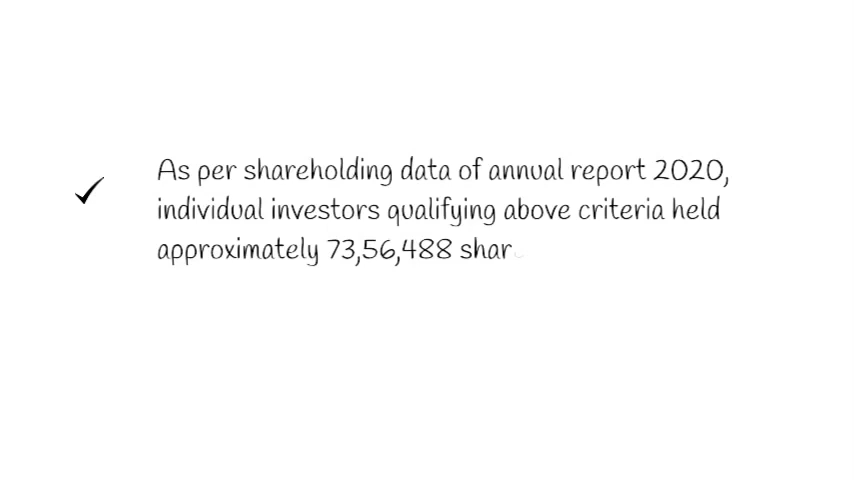 As per shareholding data of annual report 2020,
individual investors qualifying above criteria held
approximately 73,56,488 shar